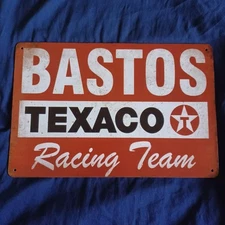 BASTOS
TEXACO T
Racing Team